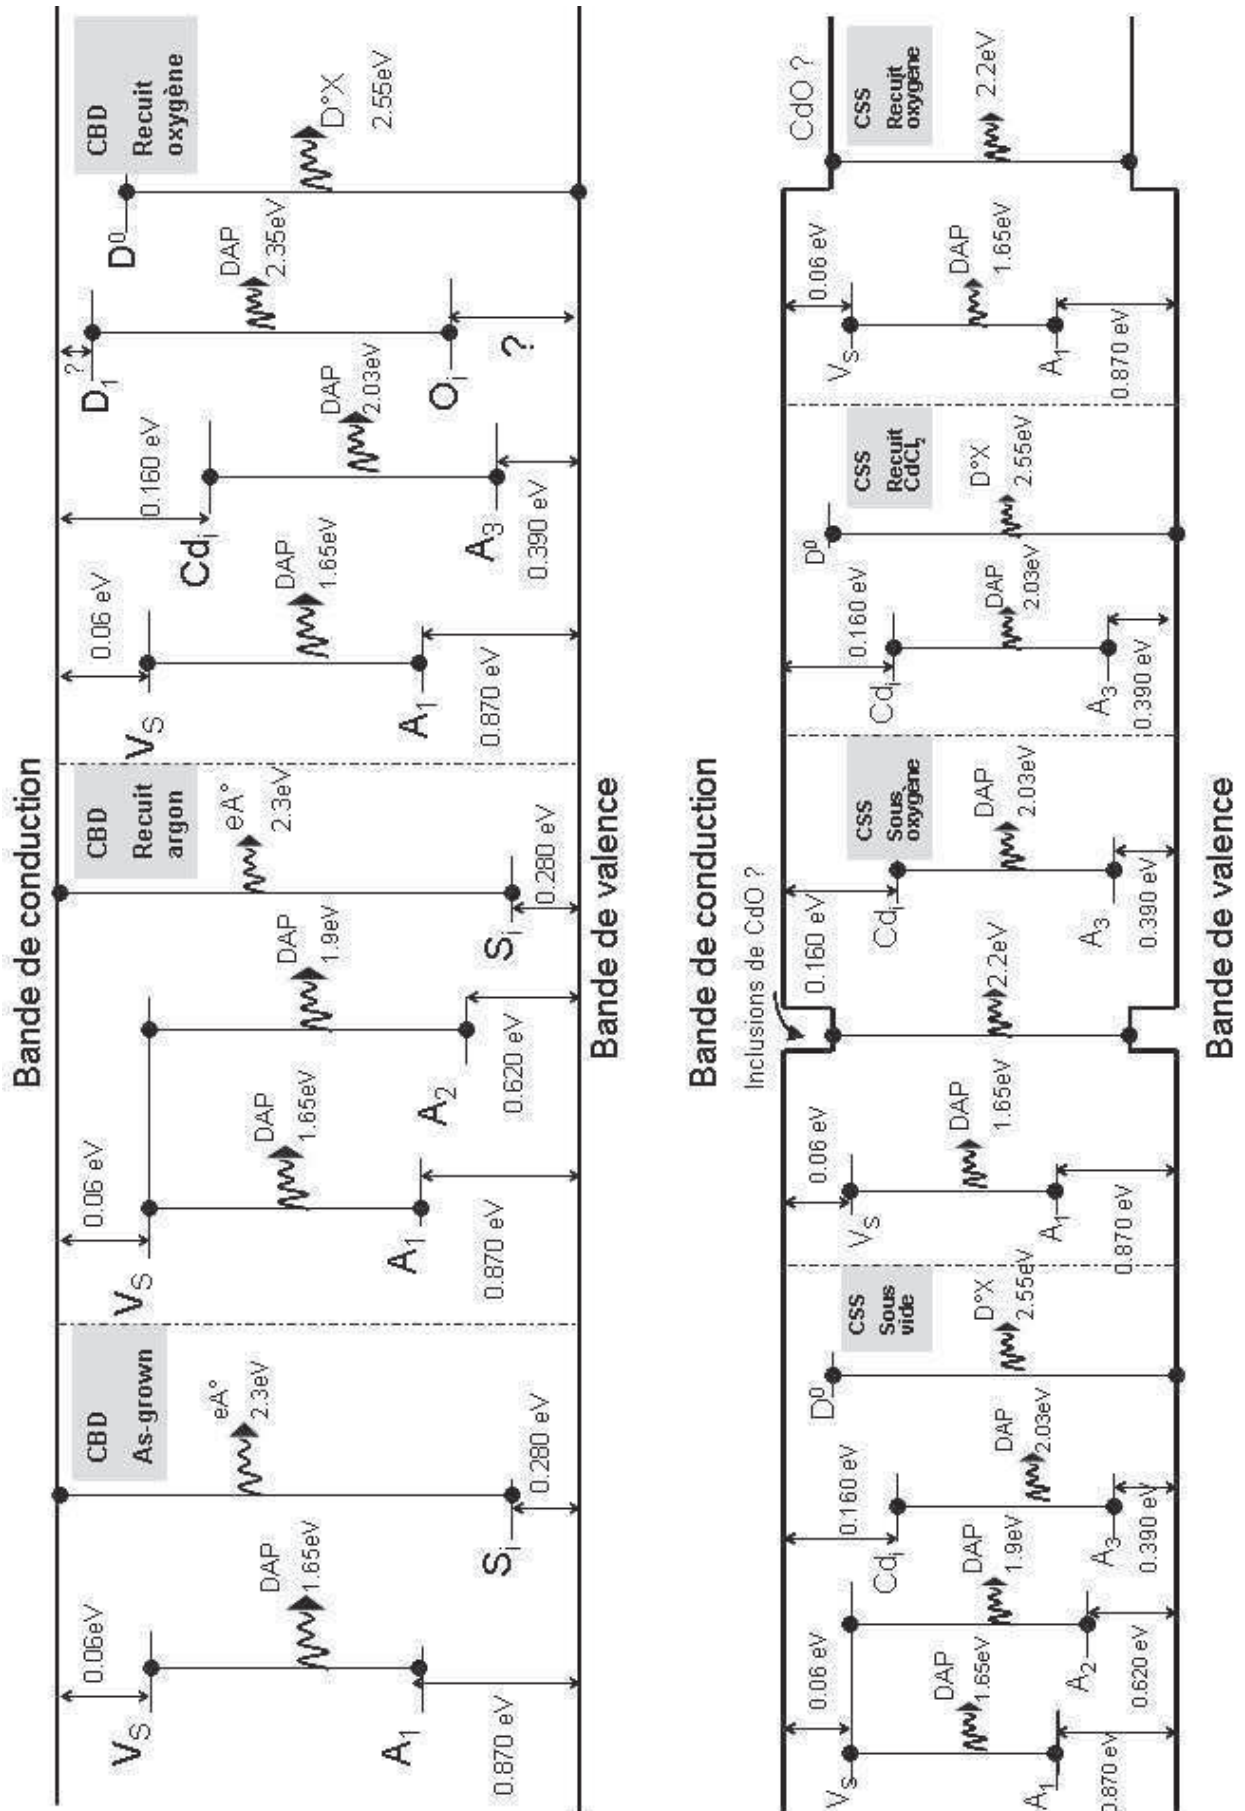 Bande de conduction
CBD
As-grown
0.06eV
V_S
DAP
1.65eV
A_1
0.870 eV
eA°
2.3eV
S_i
0.280 eV
CBD
Recuit
argon
0.06 eV
V_S
DAP
1.65eV
A_1
0.870 eV
DAP
1.9eV
A_2
0.620 eV
eA°
2.3eV
S_i
0.280 eV
CBD
Recuit
oxygène
0.06 eV
V_S
DAP
1.65eV
A_1
0.870 eV
0.160 eV
Cd_i
DAP
2.03eV
A_3
0.390 eV
?
D_1
DAP
2.35eV
O_i
?
D^0
D°X
2.55eV
Bande de valence
Bande de conduction
CSS
Sous
vide
0.06 eV
V_S
DAP
1.65eV
A_1
0.870 eV
DAP
1.9eV
A_2
0.620 eV
0.160 eV
Cd_i
DAP
2.03eV
A_3
0.390 eV
D^0
D°X
2.55eV
Inclusions de CdO ?
CSS
Sous
oxygène
0.06 eV
V_S
DAP
1.65eV
A_1
0.870 eV
2.2eV
0.160 eV
Cd_i
DAP
2.03eV
A_3
0.390 eV
CSS
Recuit
CdCL_2
0.160 eV
Cd_i
DAP
2.03eV
A_3
0.390 eV
D^0
D°X
2.55eV
CdO ?
CSS
Recuit
oxygène
0.06 eV
V_S
DAP
1.65eV
A_1
0.870 eV
2.2eV
Bande de valence